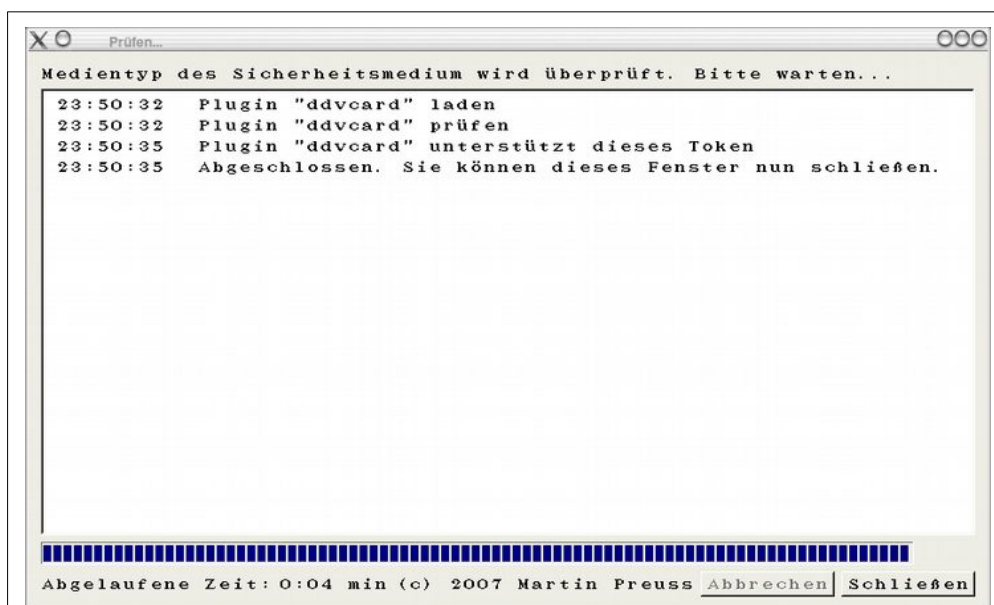 Prüfen...
Medientyp des Sicherheitsmedium wird überprüft. Bitte warten...
23:50:32 Plugin "ddvcard" laden
23:50:32 Plugin "ddvcard" prüfen
23:50:35 Plugin "ddvcard" unterstützt dieses Token
23:50:35 Abgeschlossen. Sie können dieses Fenster nun schließen.
Abgelaufene Zeit: 0:04 min (c) 2007 Martin Preuss Abbrechen Schließen